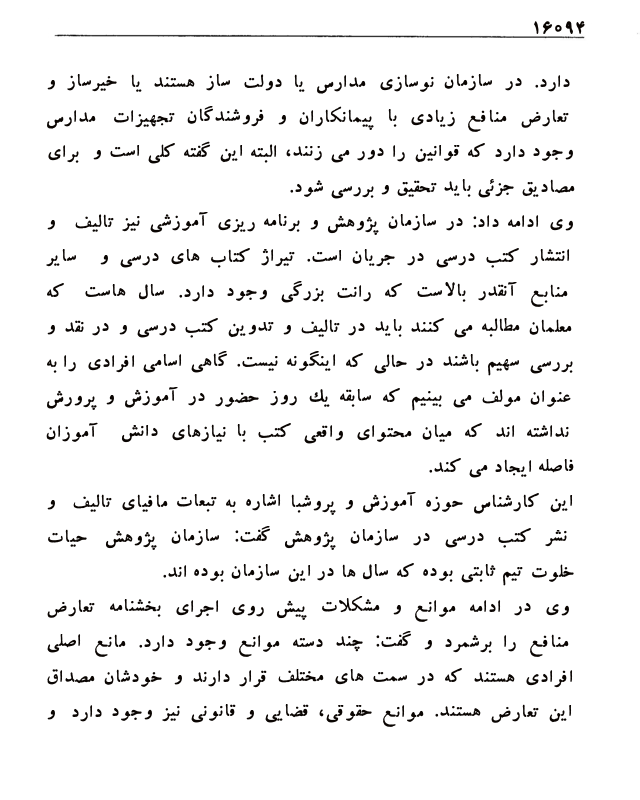 ۱۶۰۹۴
دارد. در سازمان نوسازی مدارس یا دولت ساز هستند یا خیرساز و
تعارض منافع زیادی با پیمانکاران و فروشندگان تجهیزات مدارس
وجود دارد که قوانین را دور می زنند، البته این گفته کلی است و برای
مصادیق جزئی باید تحقیق و بررسی شود.
وی ادامه داد: در سازمان پژوهش و برنامه ریزی آموزشی نیز تالیف و
انتشار کتب درسی در جریان است. تیراژ کتاب های درسی و سایر
منابع آنقدر بالاست که رانت بزرگی وجود دارد. سال هاست که
معلمان مطالبه می کنند باید در تالیف و تدوین کتب درسی و در نقد و
بررسی سهیم باشند در حالی که اینگونه نیست. گاهی اسامی افرادی را به
عنوان مولف می بینیم که سابقه یك روز حضور در آموزش و پرورش
نداشته اند که میان محتوای واقعی کتب با نیازهای دانش آموزان
فاصله ایجاد می کند.
این کارشناس حوزه آموزش و پروشبا اشاره به تبعات مافیای تالیف و
نشر کتب درسی در سازمان پژوهش گفت: سازمان پژوهش حیات
خلوت تیم ثابتی بوده که سال ها در این سازمان بوده اند.
وی در ادامه موانع و مشکلات پیش روی اجرای بخشنامه تعارض
منافع را برشمرد و گفت: چند دسته موانع وجود دارد. مانع اصلی
افرادی هستند که در سمت های مختلف قرار دارند و خودشان مصداق
این تعارض هستند. موانع حقوقی، قضایی و قانونی نیز وجود دارد و